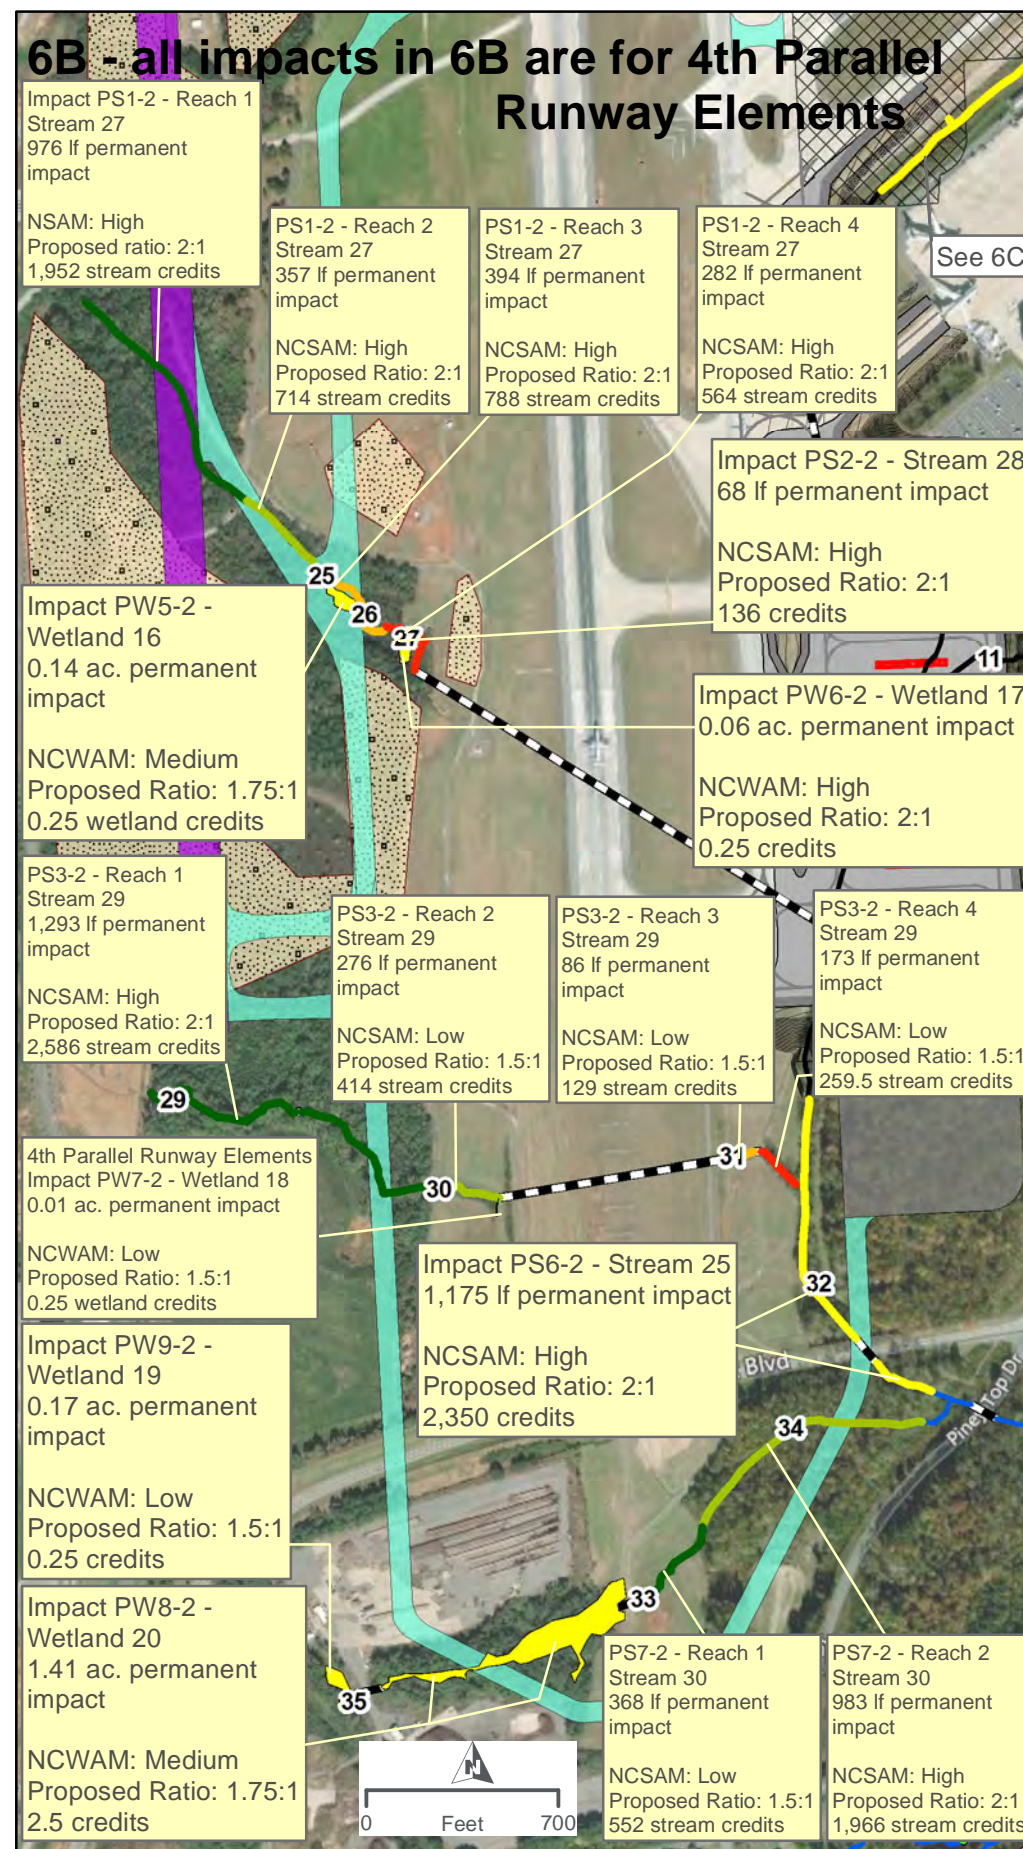 6B - all impacts in 6B are for 4th Parallel
Runway Elements
Impact PS1-2 - Reach 1
Stream 27
976 lf permanent
impact
NSAM: High
Proposed ratio: 2:1
1,952 stream credits
PS1-2 - Reach 2
Stream 27
357 lf permanent
impact
NCSAM: High
Proposed Ratio: 2:1
714 stream credits
PS1-2 - Reach 3
Stream 27
394 lf permanent
impact
NCSAM: High
Proposed Ratio: 2:1
788 stream credits
PS1-2 - Reach 4
Stream 27
282 lf permanent
impact
NCSAM: High
Proposed Ratio: 2:1
564 stream credits
See 6C
Impact PS2-2 - Stream 28
68 lf permanent impact
NCSAM: High
Proposed Ratio: 2:1
136 credits
25
26
27
11
Impact PW5-2 -
Wetland 16
0.14 ac. permanent
impact
NCWAM: Medium
Proposed Ratio: 1.75:1
0.25 wetland credits
Impact PW6-2 - Wetland 17
0.06 ac. permanent impact
NCWAM: High
Proposed Ratio: 2:1
0.25 credits
PS3-2 - Reach 1
Stream 29
1,293 lf permanent
impact
NCSAM: High
Proposed Ratio: 2:1
2,586 stream credits
PS3-2 - Reach 2
Stream 29
276 lf permanent
impact
NCSAM: Low
Proposed Ratio: 1.5:1
414 stream credits
PS3-2 - Reach 3
Stream 29
86 lf permanent
impact
NCSAM: Low
Proposed Ratio: 1.5:1
129 stream credits
PS3-2 - Reach 4
Stream 29
173 lf permanent
impact
NCSAM: Low
Proposed Ratio: 1.5:1
259.5 stream credits
29
30
31
32
4th Parallel Runway Elements
Impact PW7-2 - Wetland 18
0.01 ac. permanent impact
NCWAM: Low
Proposed Ratio: 1.5:1
0.25 wetland credits
Impact PS6-2 - Stream 25
1,175 lf permanent impact
NCSAM: High
Proposed Ratio: 2:1
2,350 credits
Blvd
Piney Top Dr
34
Impact PW9-2 -
Wetland 19
0.17 ac. permanent
impact
NCWAM: Low
Proposed Ratio: 1.5:1
0.25 credits
33
35
Impact PW8-2 -
Wetland 20
1.41 ac. permanent
impact
NCWAM: Medium
Proposed Ratio: 1.75:1
2.5 credits
PS7-2 - Reach 1
Stream 30
368 lf permanent
impact
NCSAM: Low
Proposed Ratio: 1.5:1
552 stream credits
PS7-2 - Reach 2
Stream 30
983 lf permanent
impact
NCSAM: High
Proposed Ratio: 2:1
1,966 stream credits
N
0 Feet 700